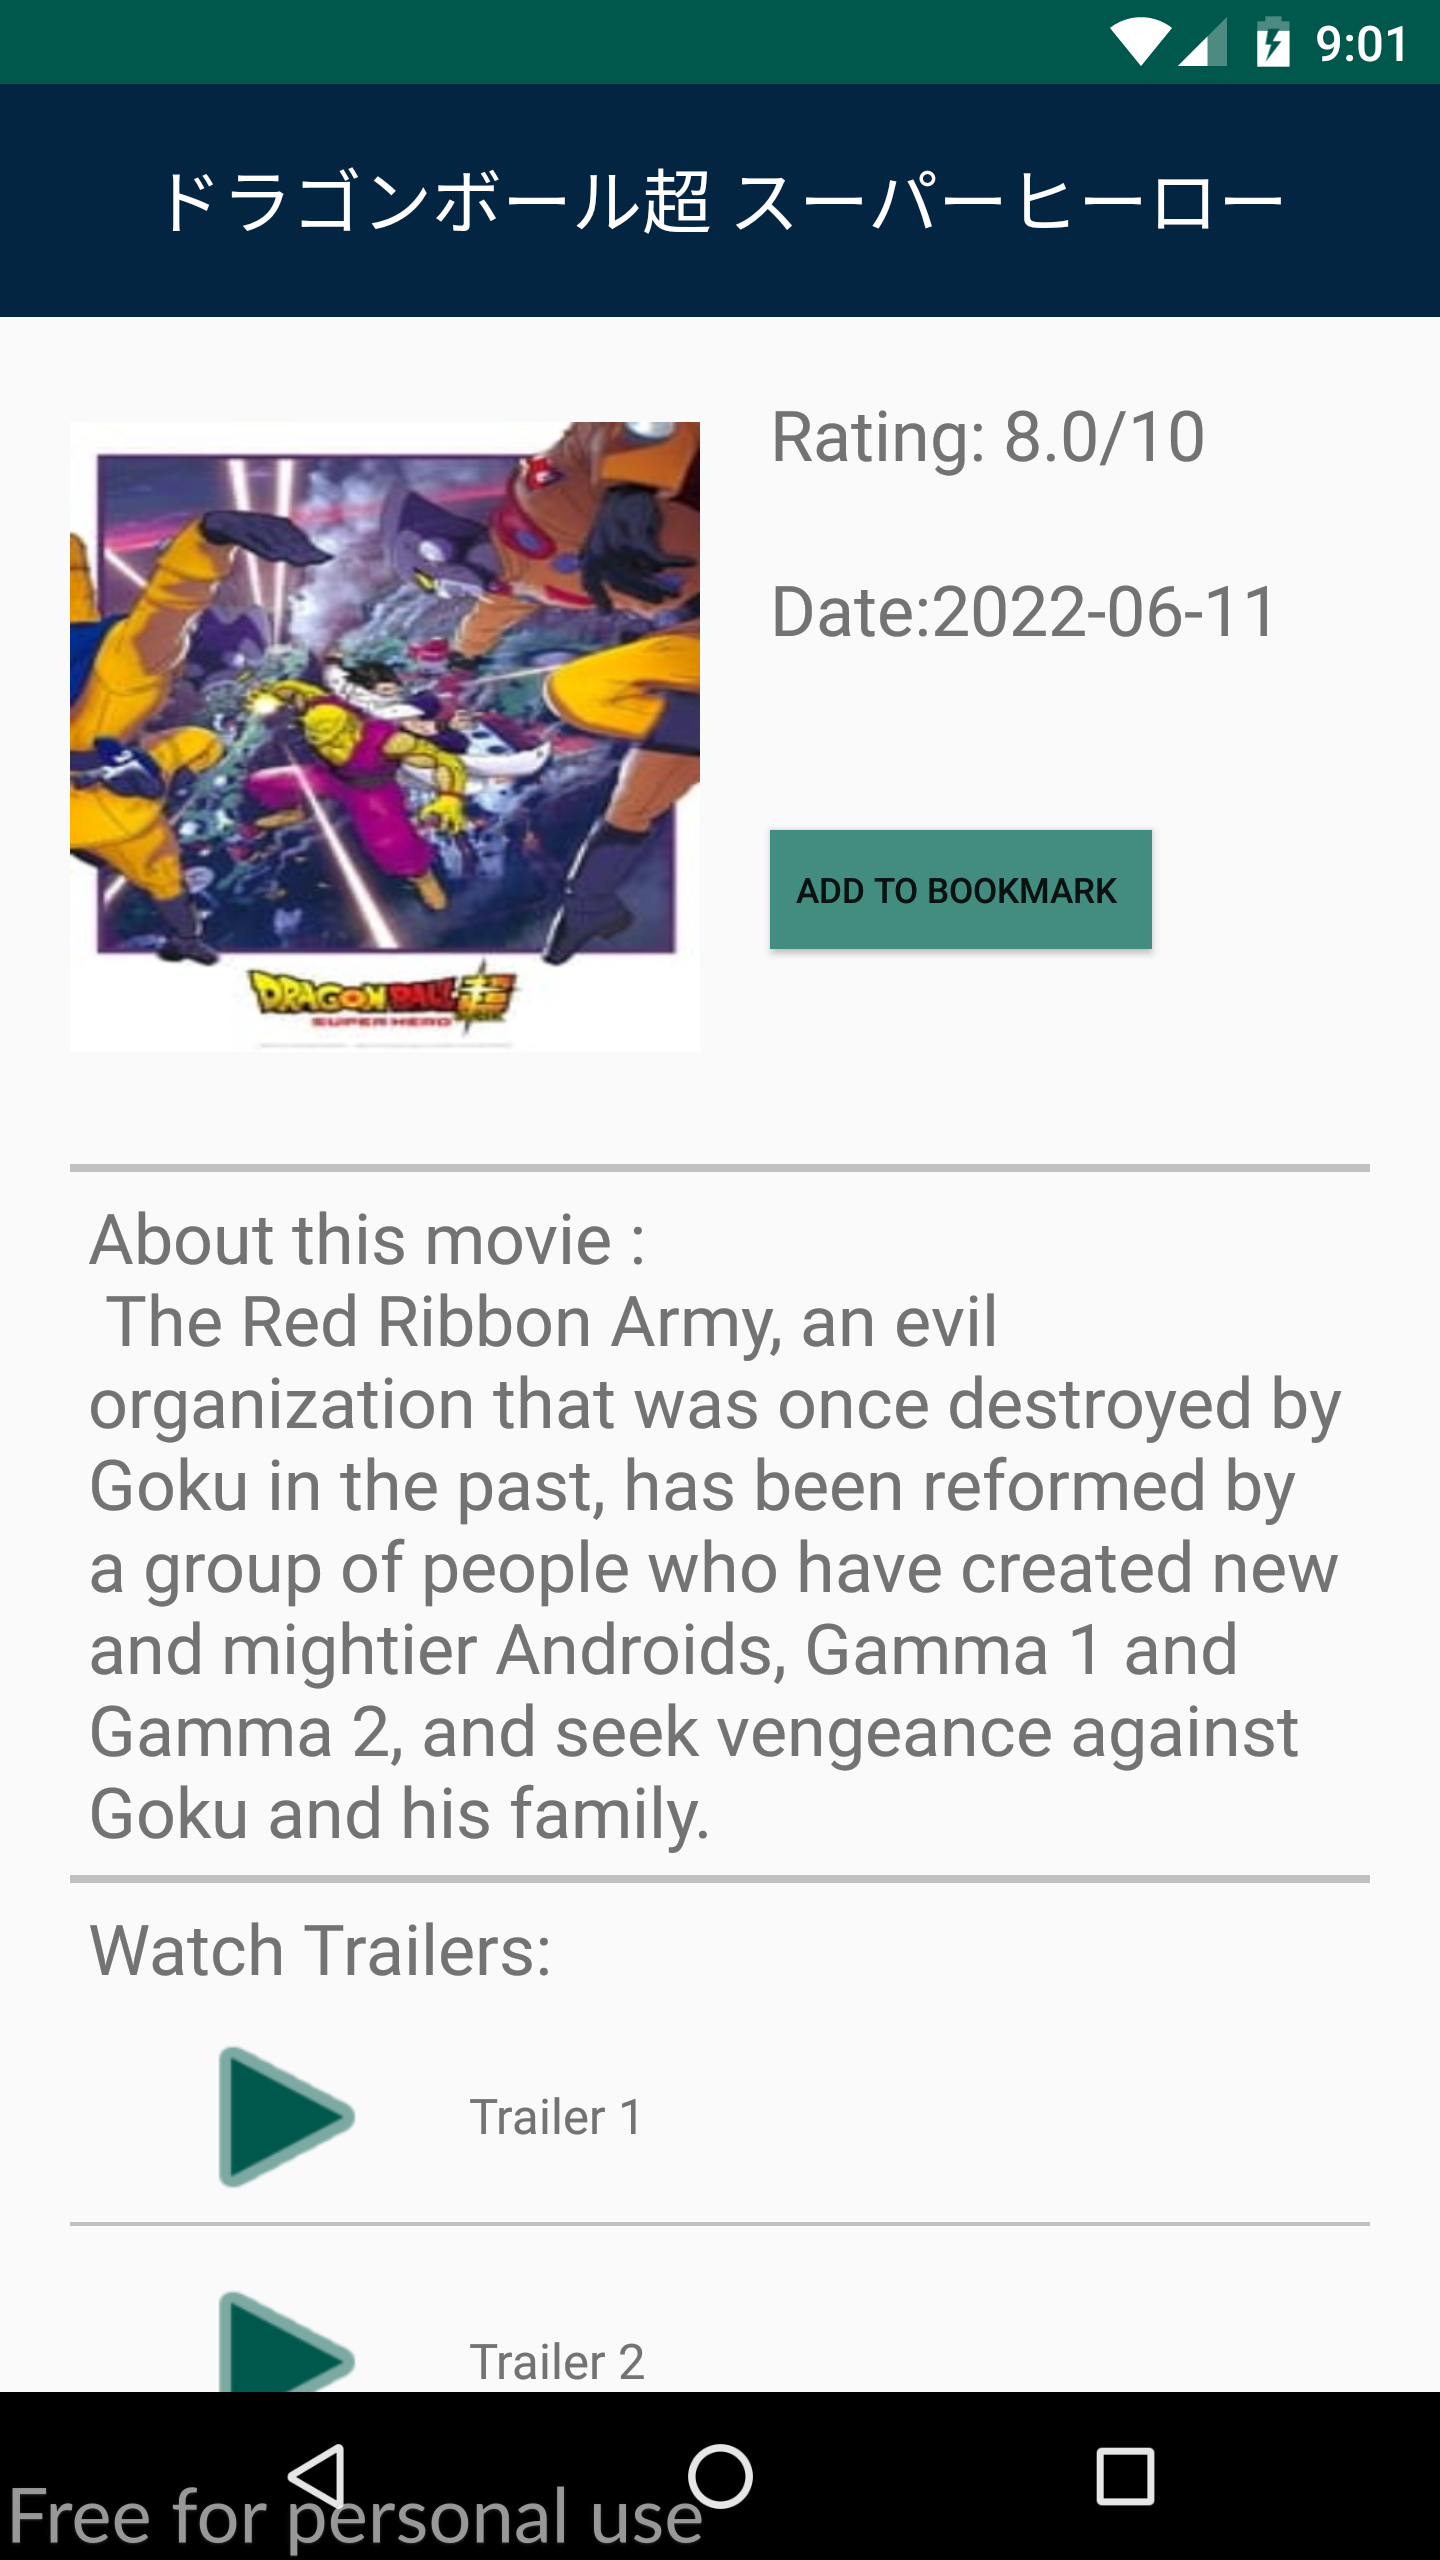 9:01
ドラゴンボール超 スーパーヒーロー
Rating: 8.0/10
Date:2022-06-11
ADD TO BOOKMARK
DRAGON BALL超
SUPER HERO
About this movie :
The Red Ribbon Army, an evil
organization that was once destroyed by
Goku in the past, has been reformed by
a group of people who have created new
and mightier Androids, Gamma 1 and
Gamma 2, and seek vengeance against
Goku and his family.
Watch Trailers:
Trailer 1
Trailer 2
Free for personal use